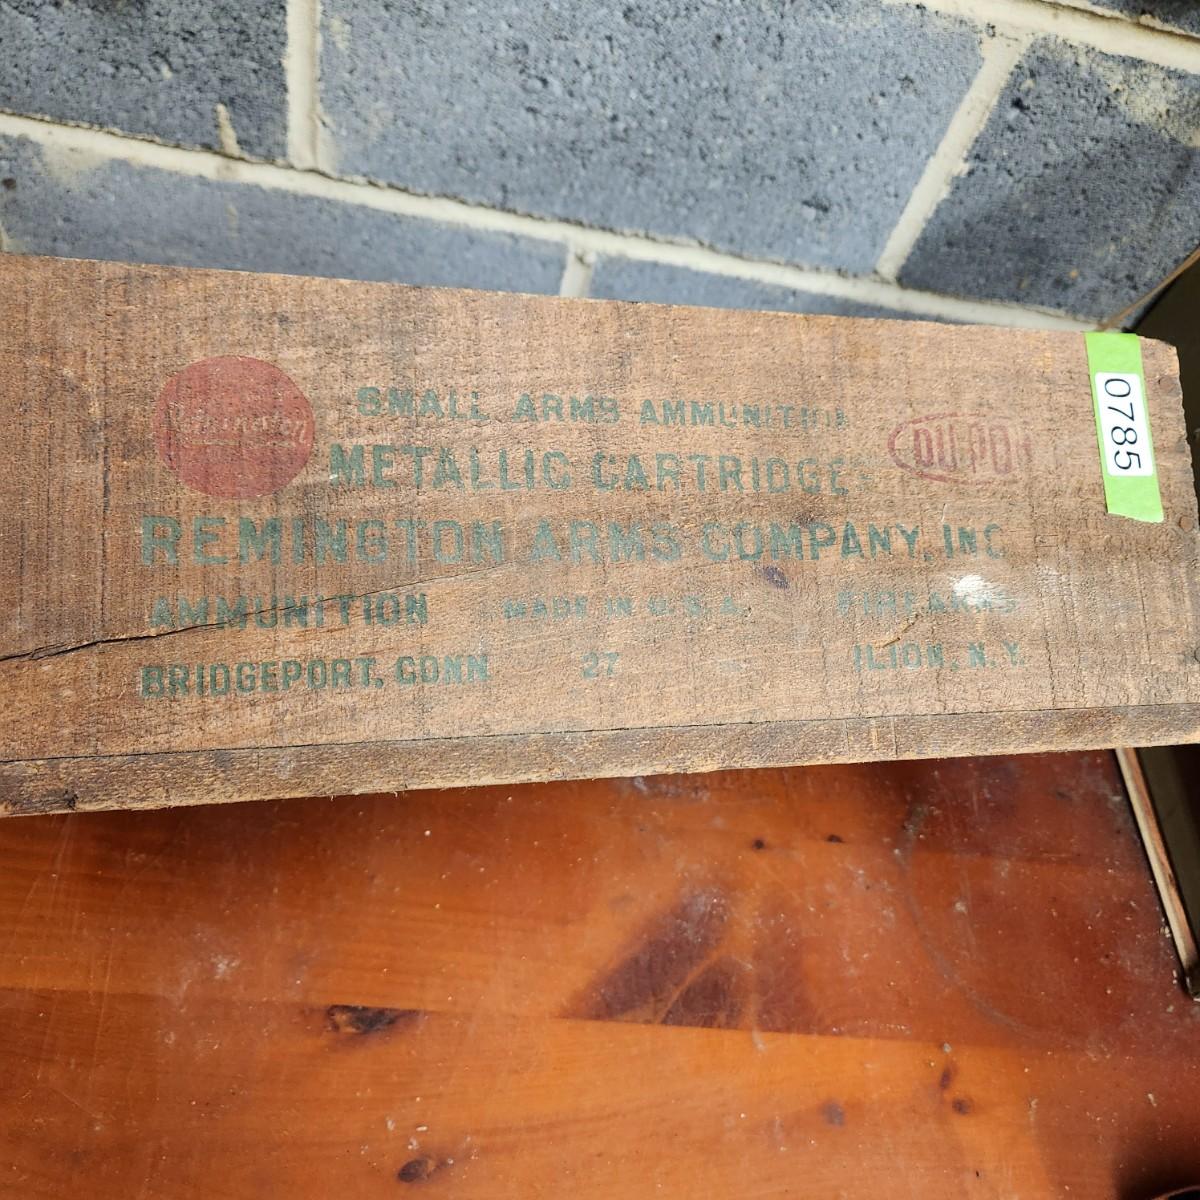 Remington
SMALL ARMS AMMUNITION
METALLIC CARTRIDGES
DU PONT
0785
REMINGTON ARMS COMPANY, INC.
AMMUNITION MADE IN U.S.A. FIREARMS
BRIDGEPORT, CONN 27 ILION, N.Y.